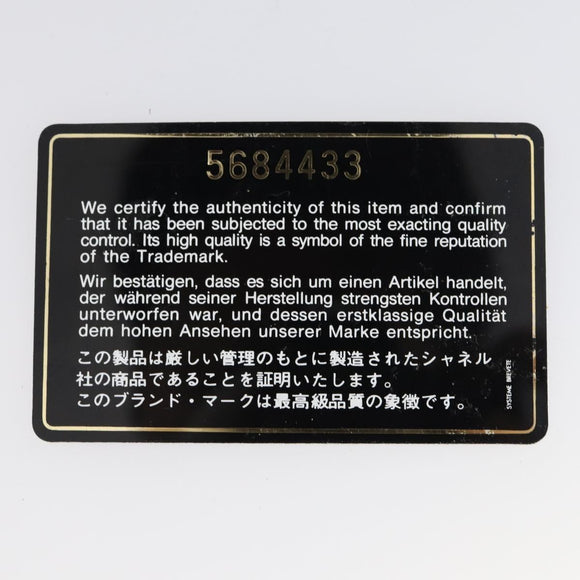 5684433
We certify the authenticity of this item and confirm
that it has been subjected to the most exacting quality
control. Its high quality is a symbol of the fine reputation
of the Trademark.
Wir bestätigen, dass es sich um einen Artikel handelt,
der während seiner Herstellung strengsten Kontrollen
unterworfen war, und dessen erstklassige Qualität
dem hohen Ansehen unserer Marke entspricht.
この製品は厳しい管理のもとに製造されたシャネル
社の商品であることを証明いたします。
このブランド・マークは最高級品質の象徴です。
SYSTEME BREVETE